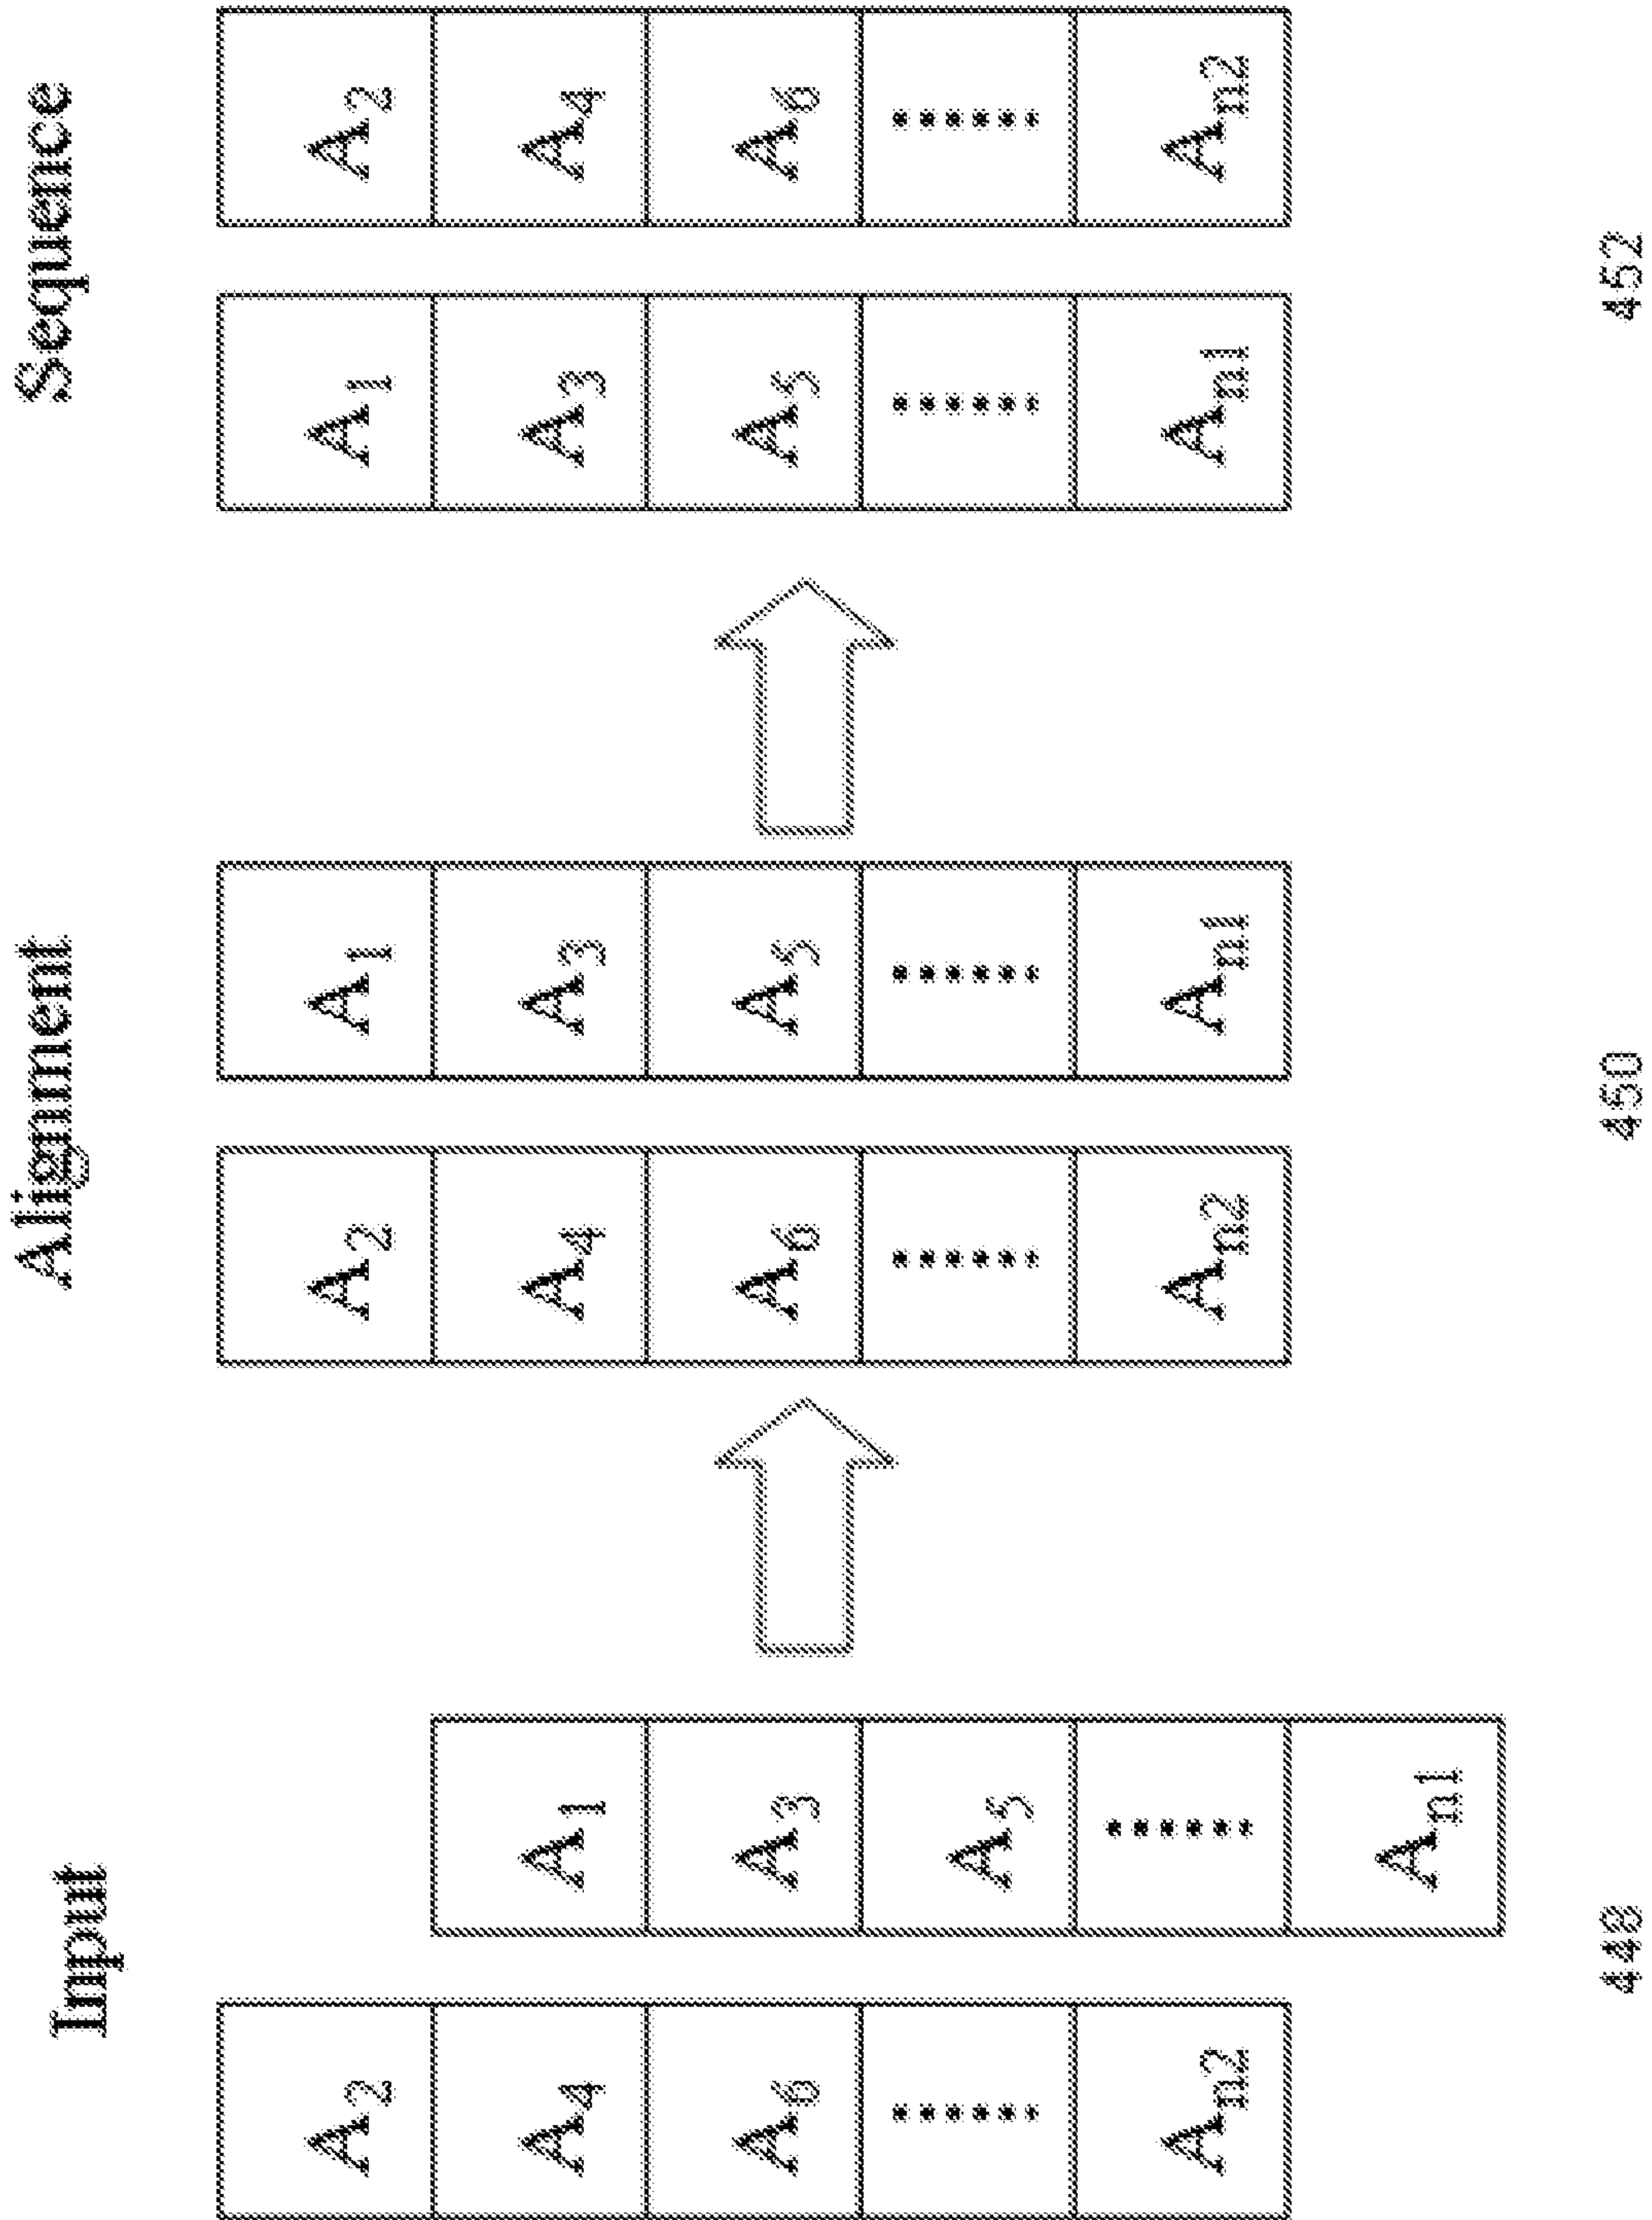 Input Alignment Sequence
A₂ A₂ A₁ A₁ A₂
A₄ A₁ A₄ A₃ A₃ A₄
A₆ A₃ A₆ A₅ A₅ A₆
...... A₅ ...... ...... ...... ......
Aₙ₂ ...... Aₙ₂ Aₙ₁ Aₙ₁ Aₙ₂
Aₙ₁
448 450 452